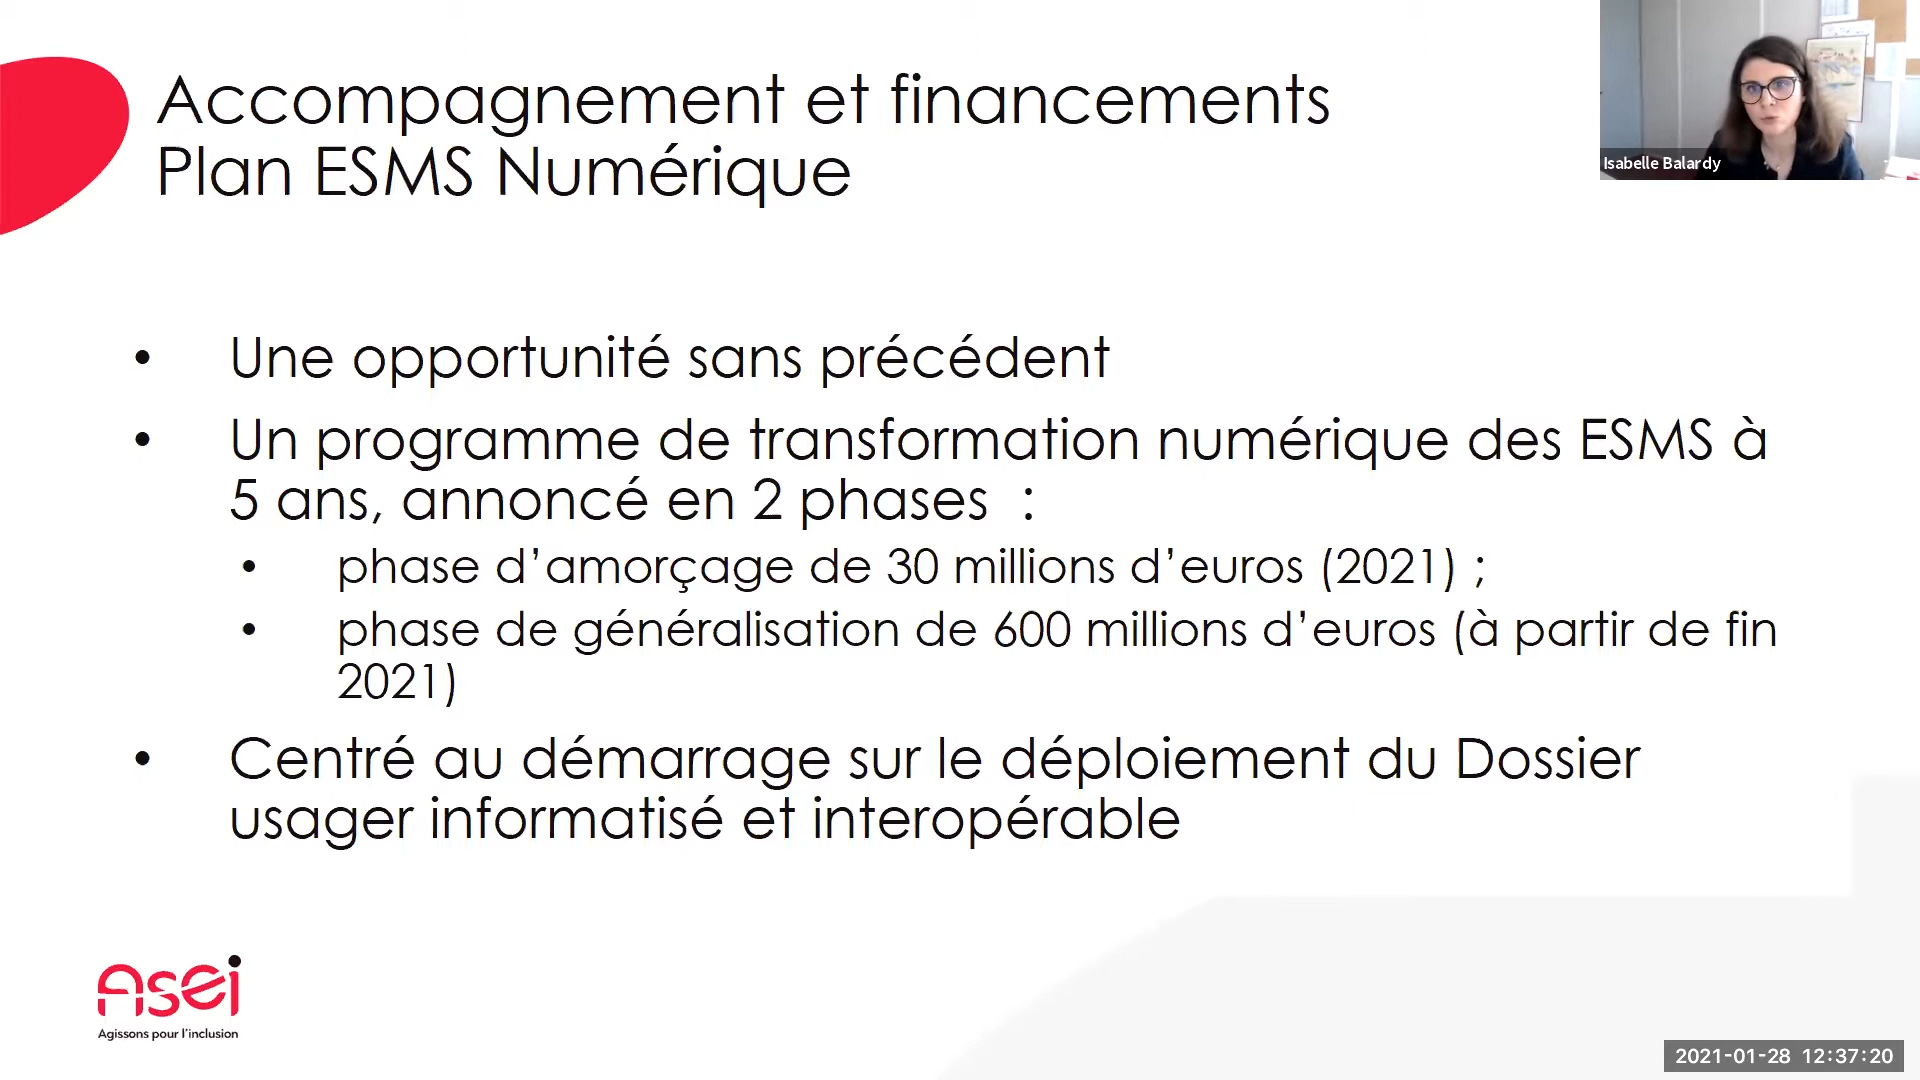 Accompagnement et financements
Plan ESMS Numérique
Isabelle Balardy
• Une opportunité sans précédent
• Un programme de transformation numérique des ESMS à
5 ans, annoncé en 2 phases :
• phase d’amorçage de 30 millions d’euros (2021) ;
• phase de généralisation de 600 millions d’euros (à partir de fin
2021)
• Centré au démarrage sur le déploiement du Dossier
usager informatisé et interopérable
Asei
Agissons pour l’inclusion
2021-01-28 12:37:20